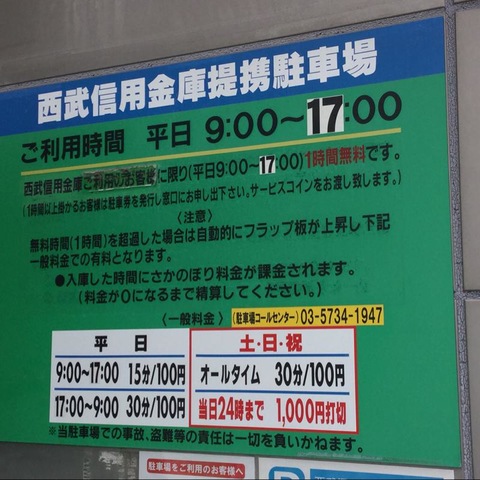 西武信用金庫提携駐車場
ご利用時間 平日 9:00～17:00
西武信用金庫ご利用のお客様に限り(平日9:00～17:00)1時間無料です。
(1時間以上掛かるお客様は駐車券を発行し窓口にお申し出下さい。サービスコインをお渡し致します。)
〈注意〉
無料時間(1時間)を超過した場合は自動的にフラップ板が上昇し下記
一般料金での有料となります。
●入庫した時間にさかのぼり料金が課金されます。
(料金が0になるまで精算してください。)
〈一般料金〉 (駐車場コールセンター) 03-5734-1947
平 日
9:00～17:00 15分/100円
17:00～9:00 30分/100円
土・日・祝
オールタイム 30分/100円
当日24時まで 1,000円打切
※当駐車場での事故、盗難等の責任は一切を負いかねます。
駐車場をご利用のお客様へ